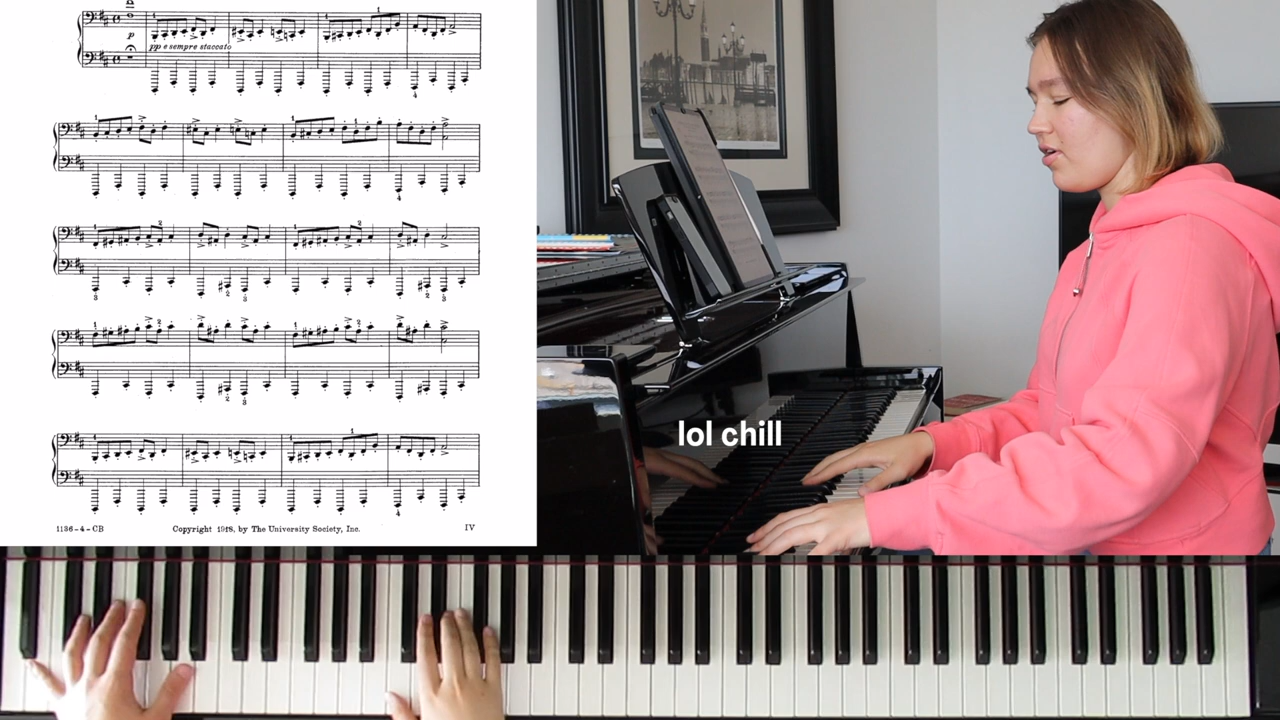 p
pp e sempre staccato
lol chill
1136-4-CB
Copyright 1918, by The University Society, Inc.
IV